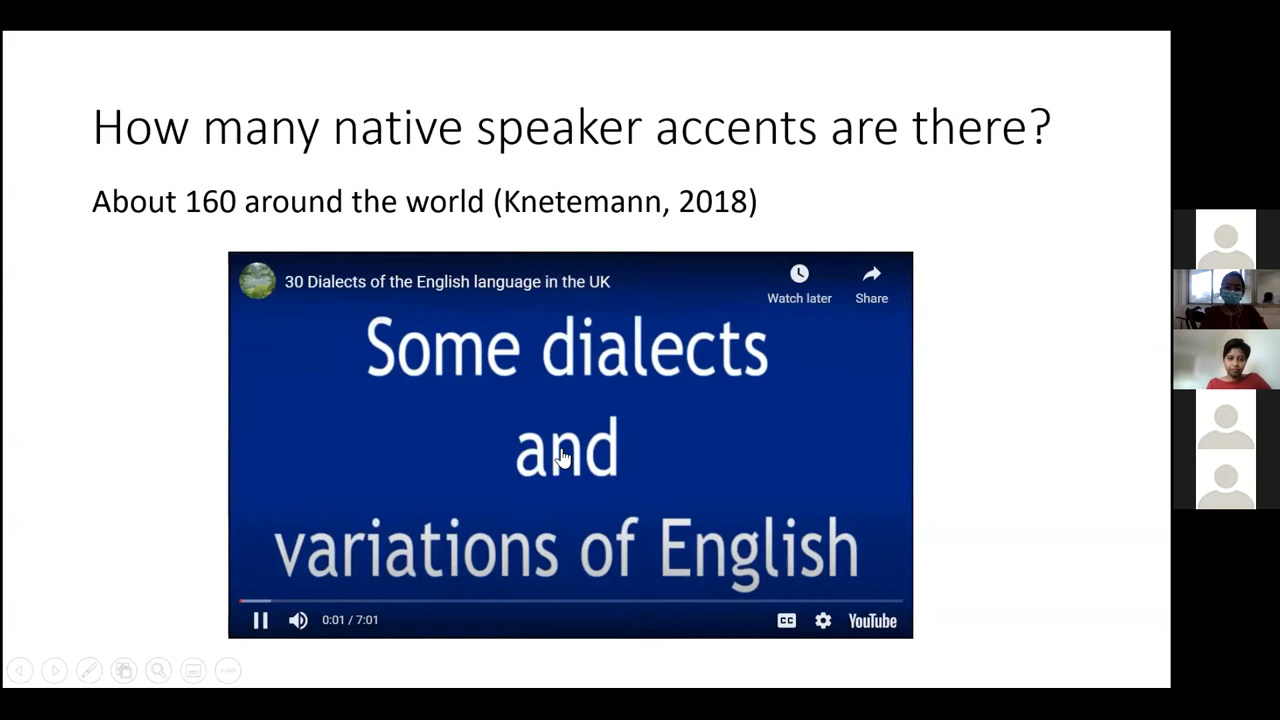 How many native speaker accents are there?
About 160 around the world (Knetemann, 2018)
30 Dialects of the English language in the UK
Watch later
Share
Some dialects
and
variations of English
0:01 / 7:01
CC
YouTube